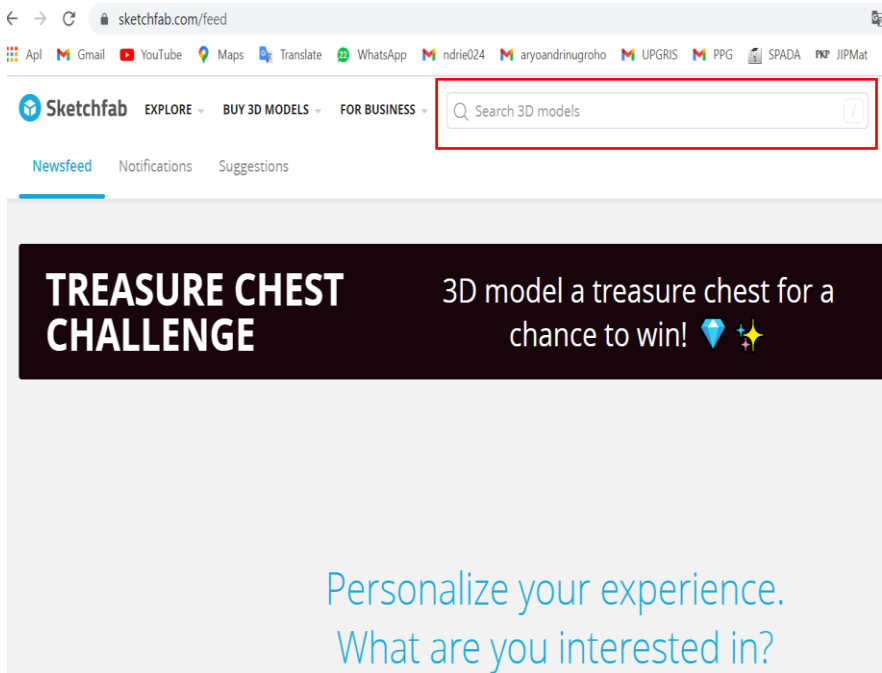 sketchfab.com/feed
Apl Gmail YouTube Maps Translate 22 WhatsApp ndrie024 aryoandrinugroho UPGRIS PPG SPADA PKP JIPMat
Sketchfab EXPLORE BUY 3D MODELS FOR BUSINESS Search 3D models /
Newsfeed Notifications Suggestions
TREASURE CHEST
CHALLENGE
3D model a treasure chest for a
chance to win! 💎 ✨
Personalize your experience.
What are you interested in?